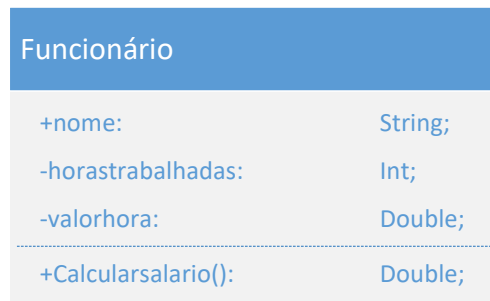 Funcionário
+nome: String;
-horastrabalhadas: Int;
-valorhora: Double;
+Calcularsalario(): Double;